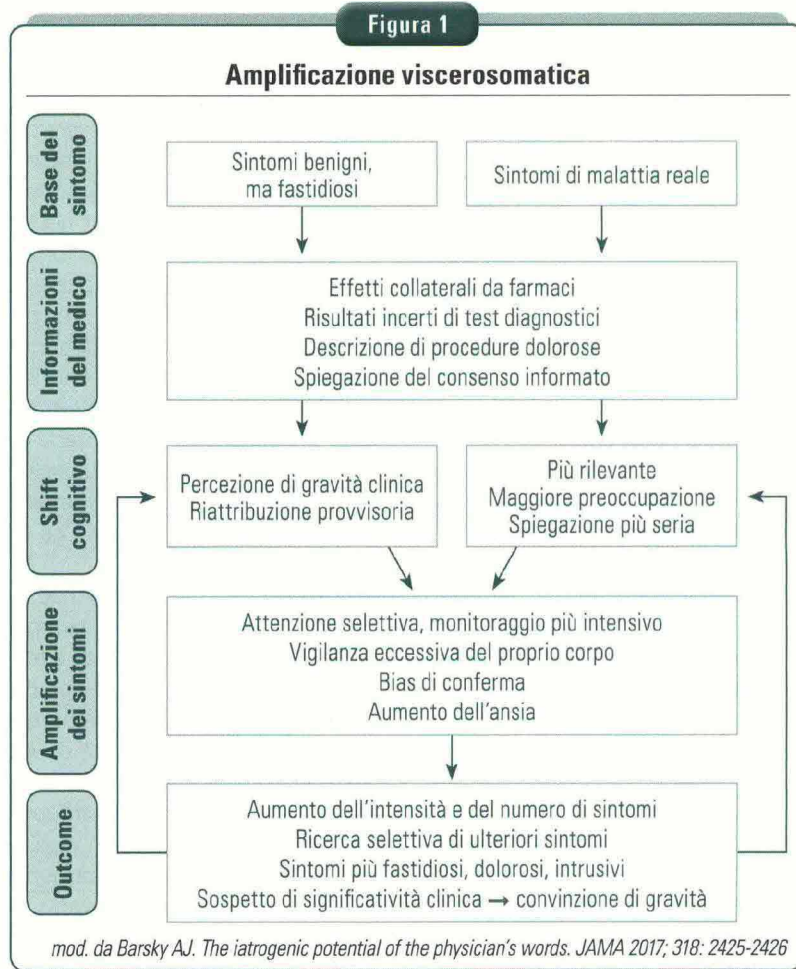 Figura 1
Amplificazione viscerosomatica
Base del
sintomo
Sintomi benigni,
ma fastidiosi
Sintomi di malattia reale
Informazioni
del medico
Effetti collaterali da farmaci
Risultati incerti di test diagnostici
Descrizione di procedure dolorose
Spiegazione del consenso informato
Shift
cognitivo
Percezione di gravità clinica
Riattribuzione provvisoria
Più rilevante
Maggiore preoccupazione
Spiegazione più seria
Amplificazione
dei sintomi
Attenzione selettiva, monitoraggio più intensivo
Vigilanza eccessiva del proprio corpo
Bias di conferma
Aumento dell'ansia
Outcome
Aumento dell'intensità e del numero di sintomi
Ricerca selettiva di ulteriori sintomi
Sintomi più fastidiosi, dolorosi, intrusivi
Sospetto di significatività clinica → convinzione di gravità
mod. da Barsky AJ. The iatrogenic potential of the physician's words. JAMA 2017; 318: 2425-2426